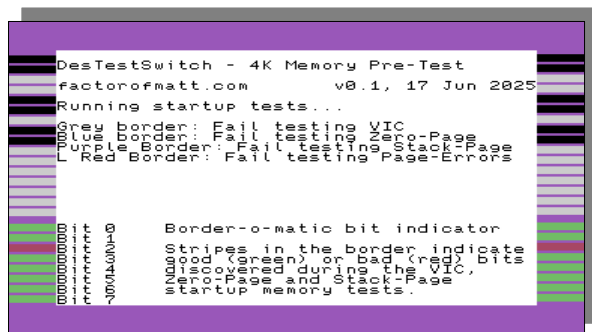 DesTestSwitch - 4K Memory Pre-Test
factorofmatt.com v0.1, 17 Jun 2025
Running startup tests...
Grey border: Fail testing VIC
Blue border: Fail testing Zero-Page
Purple Border: Fail testing Stack-Page
L Red Border: Fail testing Page-Errors
Bit 0 Border-o-matic bit indicator
Bit 1
Bit 2 Stripes in the border indicate
Bit 3 good (green) or bad (red) bits
Bit 4 discovered during the VIC,
Bit 5 Zero-Page and Stack-Page
Bit 6 startup memory tests.
Bit 7